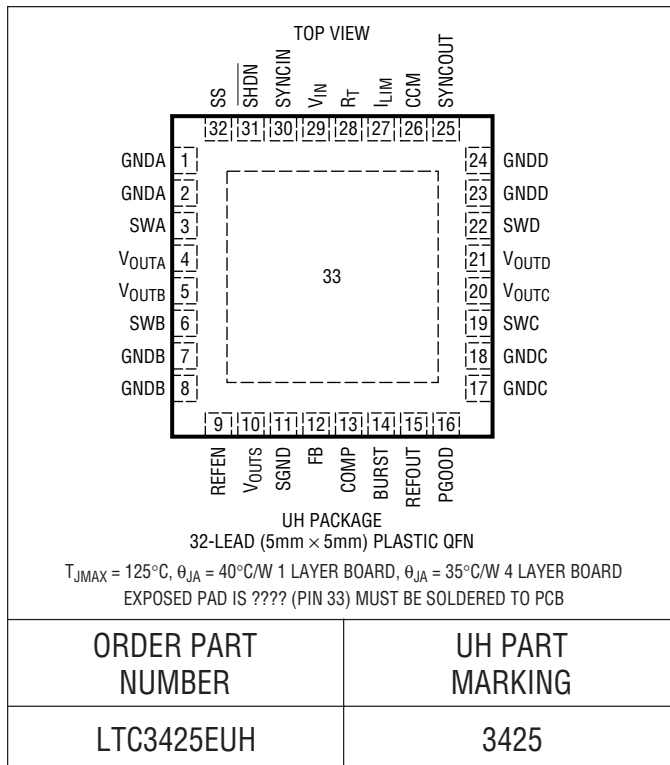 TOP VIEW
SS
SHDN
SYNCIN
VIN
RT
ILIM
CCM
SYNCOUT
32 31 30 29 28 27 26 25
GNDA 1
GNDA 2
SWA 3
VOUTA 4
VOUTB 5
SWB 6
GNDB 7
GNDB 8
33
24 GNDD
23 GNDD
22 SWD
21 VOUTD
20 VOUTC
19 SWC
18 GNDC
17 GNDC
9 10 11 12 13 14 15 16
REFEN
VOUTS
SGND
FB
COMP
BURST
REFOUT
PGOOD
UH PACKAGE
32-LEAD (5mm × 5mm) PLASTIC QFN
TJMAX = 125°C, θJA = 40°C/W 1 LAYER BOARD, θJA = 35°C/W 4 LAYER BOARD
EXPOSED PAD IS ???? (PIN 33) MUST BE SOLDERED TO PCB
ORDER PART
NUMBER
UH PART
MARKING
LTC3425EUH
3425